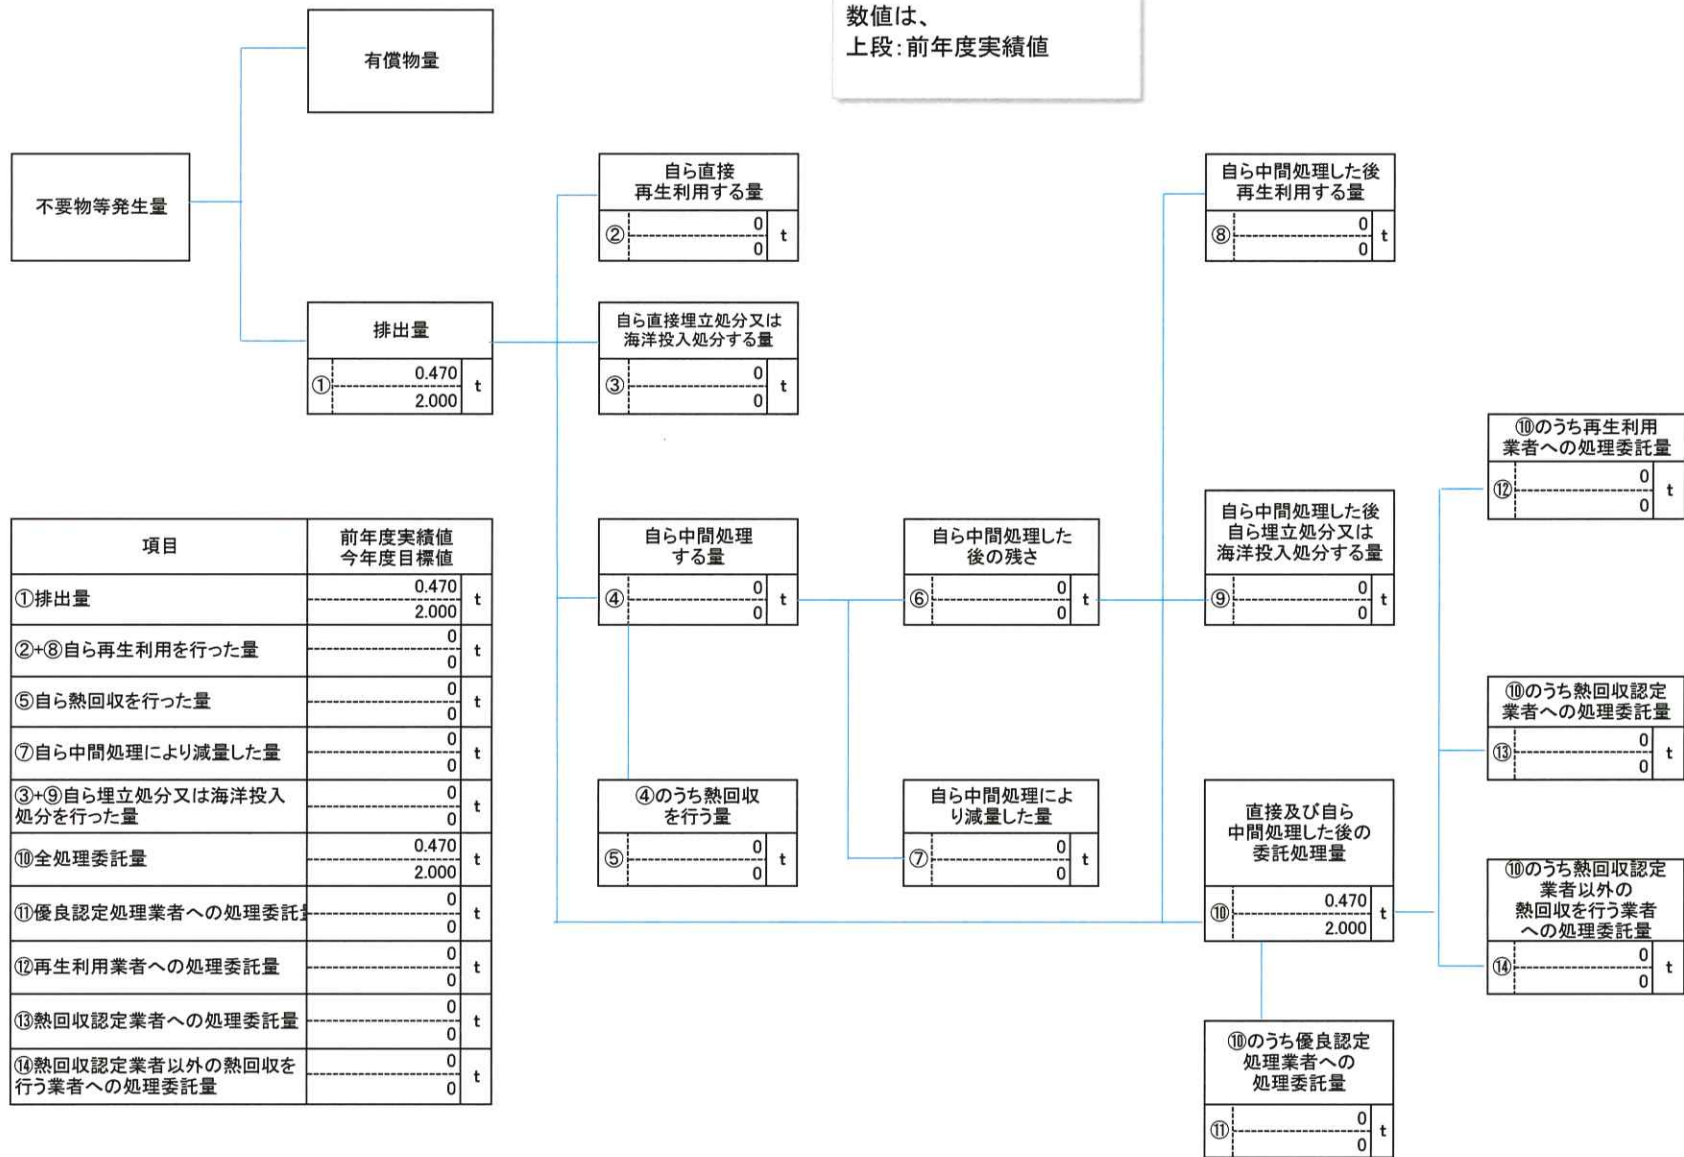 数値は、
上段:前年度実績値
有償物量
不要物等発生量
排出量
① 0.470 t
2.000
自ら直接
再生利用する量
② 0 t
0
自ら直接埋立処分又は
海洋投入処分する量
③ 0 t
0
自ら中間処理
する量
④ 0 t
0
④のうち熱回収
を行う量
⑤ 0 t
0
自ら中間処理した
後の残さ
⑥ 0 t
0
自ら中間処理によ
り減量した量
⑦ 0 t
0
自ら中間処理した後
再生利用する量
⑧ 0 t
0
自ら中間処理した後
自ら埋立処分又は
海洋投入処分する量
⑨ 0 t
0
直接及び自ら
中間処理した後の
委託処理量
⑩ 0.470 t
2.000
⑩のうち優良認定
処理業者への
処理委託量
⑪ 0 t
0
⑩のうち再生利用
業者への処理委託量
⑫ 0 t
0
⑩のうち熱回収認定
業者への処理委託量
⑬ 0 t
0
⑩のうち熱回収認定
業者以外の
熱回収を行う業者
への処理委託量
⑭ 0 t
0
項目 前年度実績値
今年度目標値
①排出量 0.470 t
2.000
②+⑧自ら再生利用を行った量 0 t
0
⑤自ら熱回収を行った量 0 t
0
⑦自ら中間処理により減量した量 0 t
0
③+⑨自ら埋立処分又は海洋投入
処分を行った量 0 t
0
⑩全処理委託量 0.470 t
2.000
⑪優良認定処理業者への処理委託 0 t
0
⑫再生利用業者への処理委託量 0 t
0
⑬熱回収認定業者への処理委託量 0 t
0
⑭熱回収認定業者以外の熱回収を
行う業者への処理委託量 0 t
0